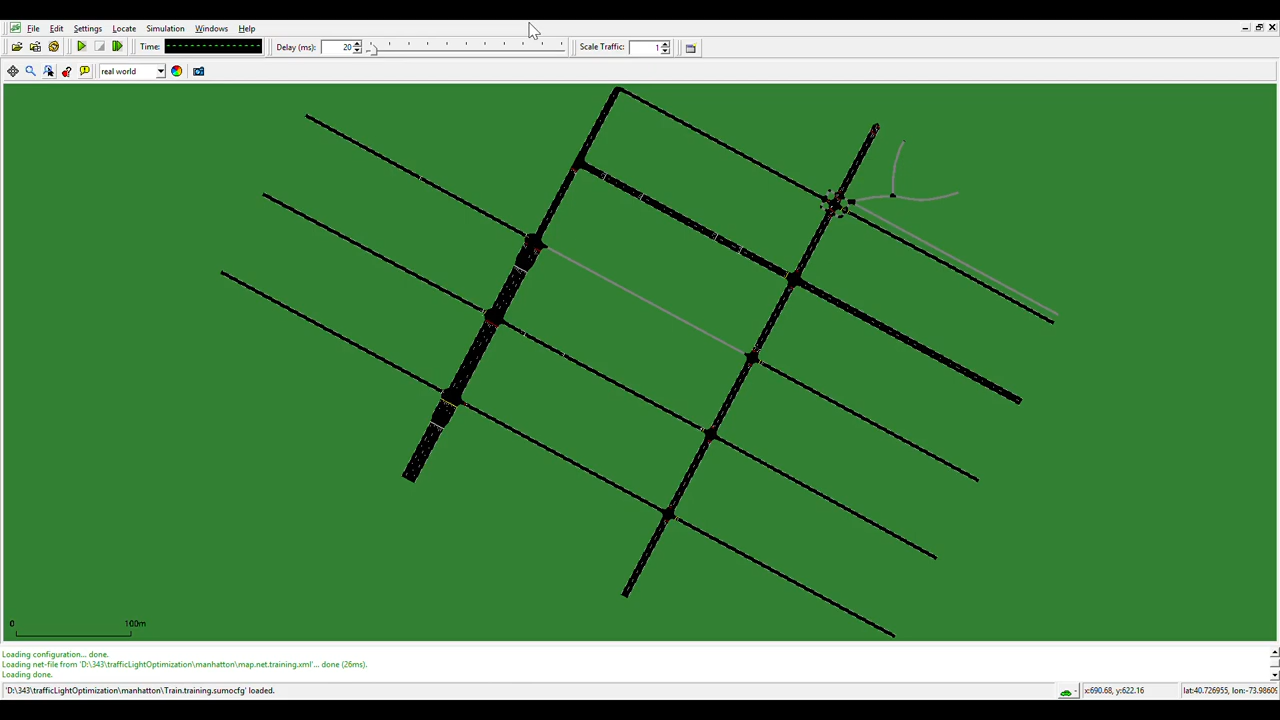 File Edit Settings Locate Simulation Windows Help
Time: Delay (ms): 20 Scale Traffic: 1
real world
0 100m
Loading configuration... done.
Loading net-file from 'D:\343\trafficLightOptimization\manhatton\map.net.training.xml'... done (26ms).
Loading done.
'D:\343\trafficLightOptimization\manhatton\Train.training.sumocfg' loaded. x:690.68, y:622.16 lat:40.726955, lon:-73.98609